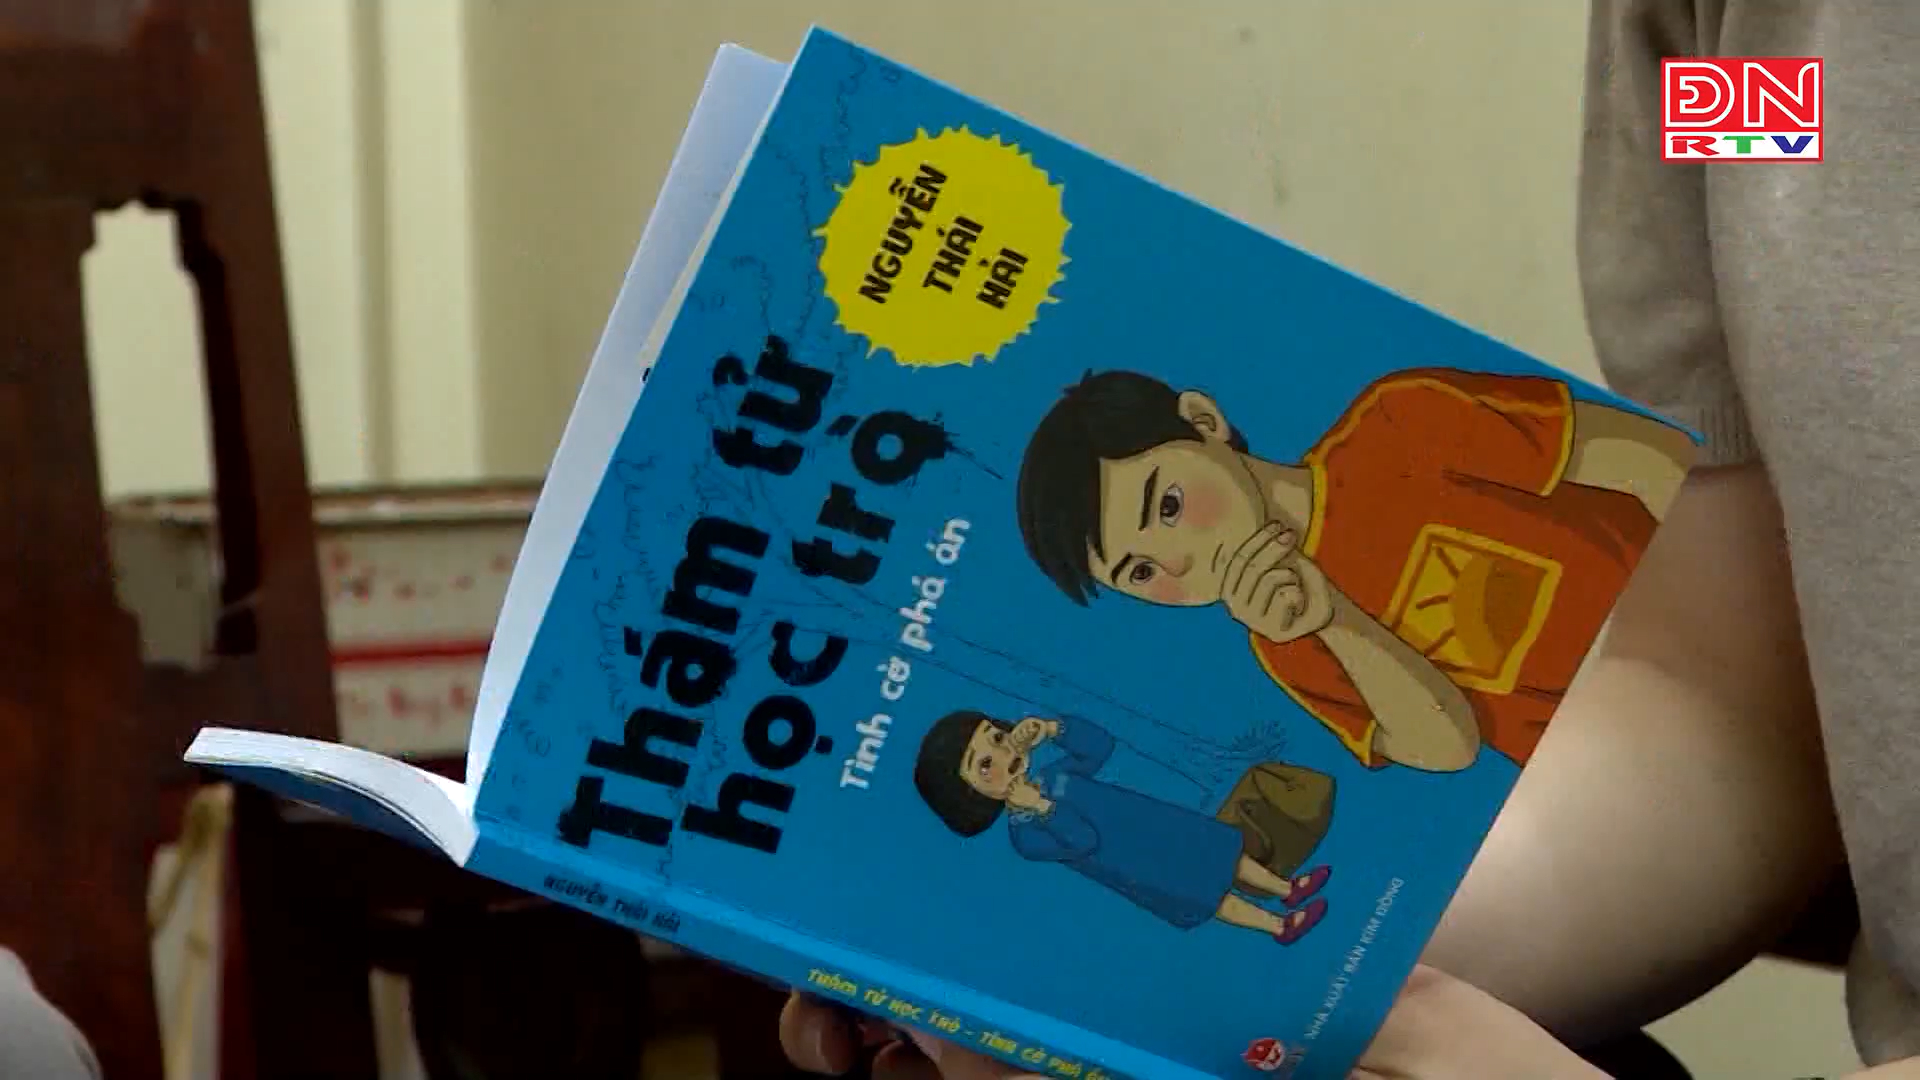 ĐN
RTV
NGUYỄN
THÁI
HẢI
Thám tử
học trò
Tình cờ phá án
NHÀ XUẤT BẢN KIM ĐỒNG
NGUYỄN THÁI HẢI
THÁM TỬ HỌC TRÒ - TÌNH CỜ PHÁ ÁN